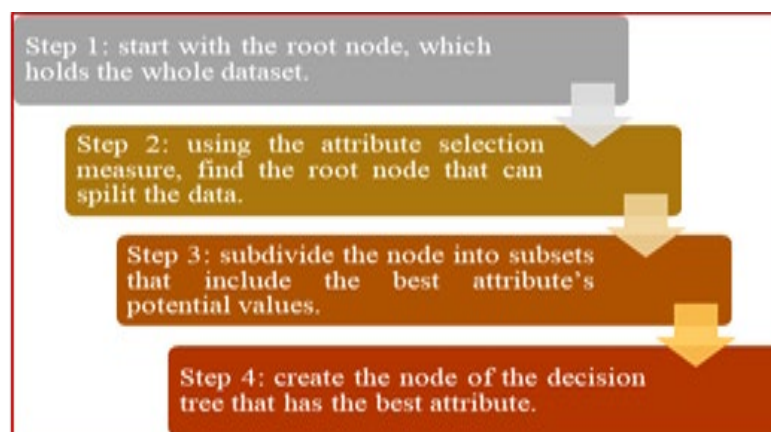 Step 1: start with the root node, which
holds the whole dataset.
Step 2: using the attribute selection
measure, find the root node that can
spilit the data.
Step 3: subdivide the node into subsets
that include the best attribute's
potential values.
Step 4: create the node of the decision
tree that has the best attribute.